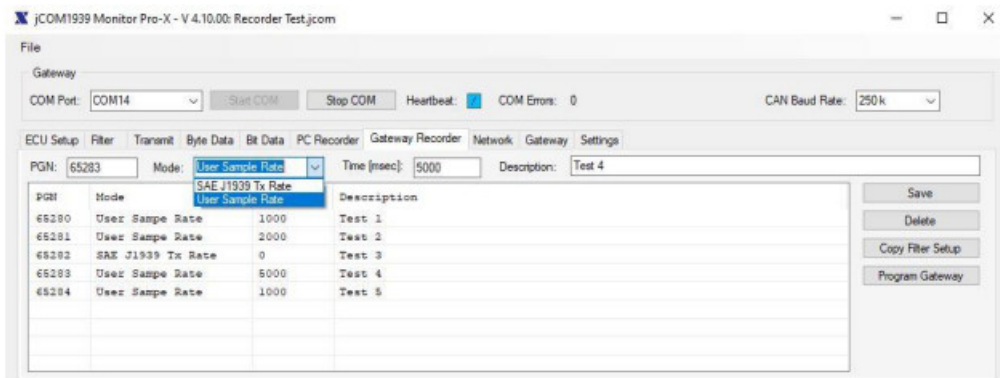 jCOM1939 Monitor Pro-X - V 4.10.00: Recorder Test.jcom
File
Gateway
COM Port: COM14 Start COM Stop COM Heartbeat: / COM Errors: 0 CAN Baud Rate: 250k
ECU Setup Filter Transmit Byte Data Bit Data PC Recorder Gateway Recorder Network Gateway Settings
PGN: 65283 Mode: User Sample Rate Time [msec]: 5000 Description: Test 4
SAE J1939 Tx Rate
User Sample Rate
PGN Mode Description
65280 User Sampe Rate 1000 Test 1
65281 User Sampe Rate 2000 Test 2
65282 SAE J1939 Tx Rate 0 Test 3
65283 User Sampe Rate 5000 Test 4
65284 User Sampe Rate 1000 Test 5
Save
Delete
Copy Filter Setup
Program Gateway